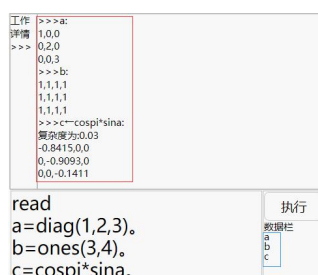 工作详情
>>>
>>>a:
1,0,0
0,2,0
0,0,3
>>>b:
1,1,1,1
1,1,1,1
1,1,1,1
>>>c=cospi*sina:
复杂度为:0.03
-0.8415,0,0
0,-0.9093,0
0,0,-0.1411
read
a=diag(1,2,3)。
b=ones(3,4)。
c=cospi*sina。
执行
数据栏
a
b
c